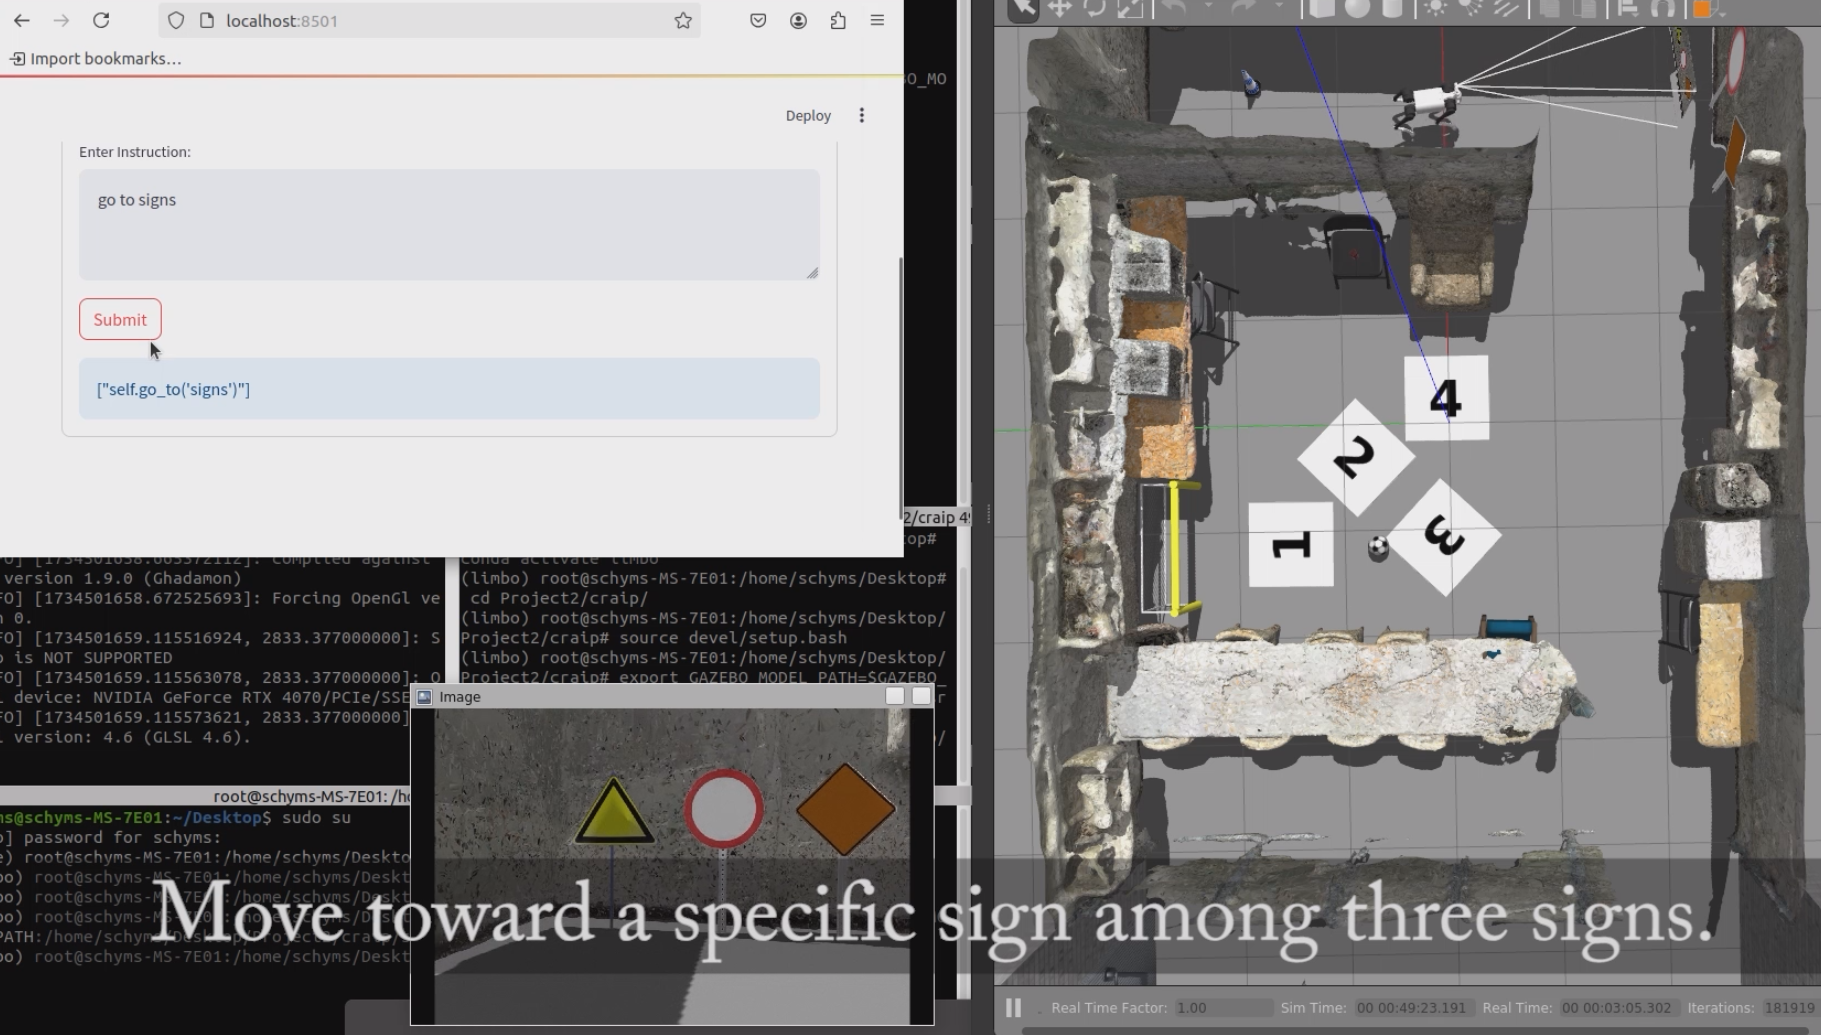 localhost:8501
Import bookmarks…
O_MO
Deploy
Enter Instruction:
go to signs
Submit
["self.go_to('signs')"]
2/craip 49
top#
version 1.9.0 (Ghadamon)
FO] [1734501658.672525693]: Forcing OpenGl ve
n 0.
FO] [1734501659.115516924, 2833.377000000]: S
o is NOT SUPPORTED
FO] [1734501659.115563078, 2833.377000000]: O
L device: NVIDIA GeForce RTX 4070/PCIe/SSE
FO] [1734501659.115573621, 2833.377000000]
L version: 4.6 (GLSL 4.6).
conda activate limbo
(limbo) root@schyms-MS-7E01:/home/schyms/Desktop#
cd Project2/craip/
(limbo) root@schyms-MS-7E01:/home/schyms/Desktop/
Project2/craip# source devel/setup.bash
(limbo) root@schyms-MS-7E01:/home/schyms/Desktop/
Project2/craip# export GAZEBO_MODEL_PATH=$GAZEBO_
root@schyms-MS-7E01: /ho
ms@schyms-MS-7E01:~/Desktop$ sudo su
o] password for schyms:
e) root@schyms-MS-7E01:/home/schyms/Deskto
bo) root@schyms-MS-7E01:/home/schyms/Deskt
bo) root@schyms-MS-7E01:/home/schyms/Deskt
bo) root@schyms-MS-7E01:/home/schyms/Deskt
PATH:/home/schyms/Desktop/Project2/craip/
bo) root@schyms-MS-7E01:/home/schyms/Deskt
Image
4
2
3
1
Move toward a specific sign among three signs.
Real Time Factor: 1.00 Sim Time: 00 00:49:23.191 Real Time: 00 00:03:05.302 Iterations: 181919